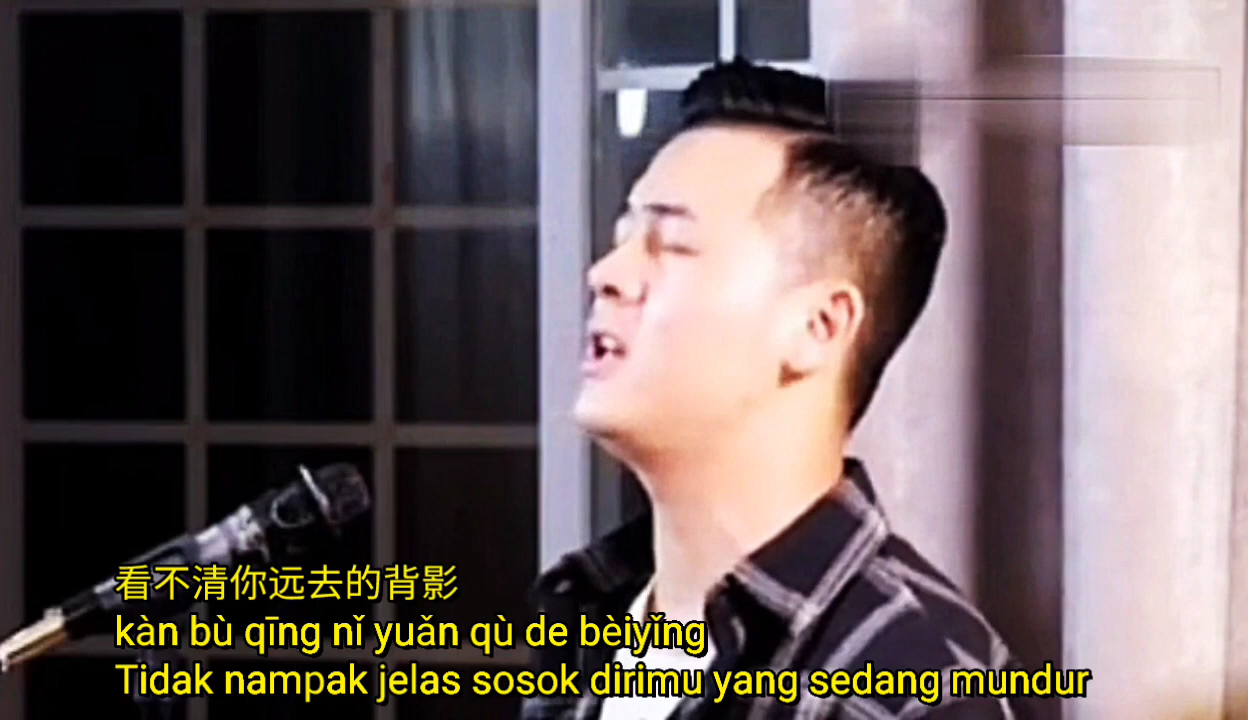 看不清你远去的背影
kàn bù qīng nǐ yuǎn qù de bèiyǐng
Tidak nampak jelas sosok dirimu yang sedang mundur